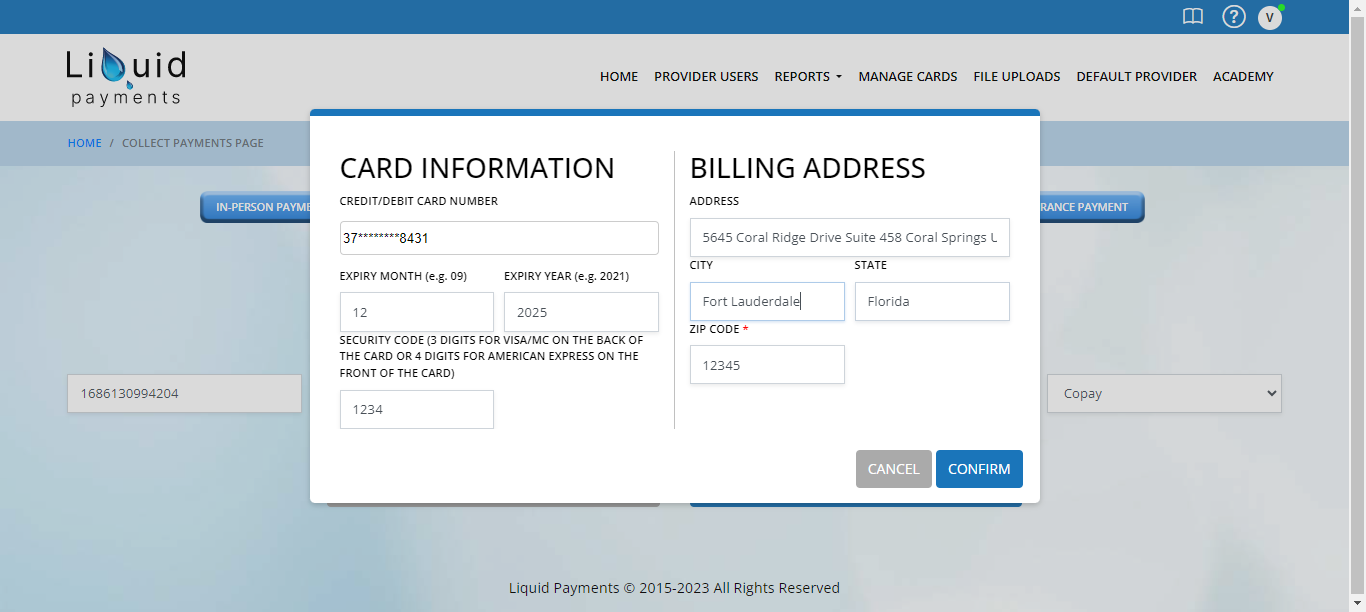 ?
V
Liquid
payments
HOME PROVIDER USERS REPORTS MANAGE CARDS FILE UPLOADS DEFAULT PROVIDER ACADEMY
HOME / COLLECT PAYMENTS PAGE
IN-PERSON PAYME
RANCE PAYMENT
CARD INFORMATION
CREDIT/DEBIT CARD NUMBER
37********8431
EXPIRY MONTH (e.g. 09) EXPIRY YEAR (e.g. 2021)
12 2025
SECURITY CODE (3 DIGITS FOR VISA/MC ON THE BACK OF
THE CARD OR 4 DIGITS FOR AMERICAN EXPRESS ON THE
FRONT OF THE CARD)
1234
BILLING ADDRESS
ADDRESS
5645 Coral Ridge Drive Suite 458 Coral Springs U
CITY STATE
Fort Lauderdale Florida
ZIP CODE *
12345
CANCEL CONFIRM
1686130994204
Copay
Liquid Payments © 2015-2023 All Rights Reserved